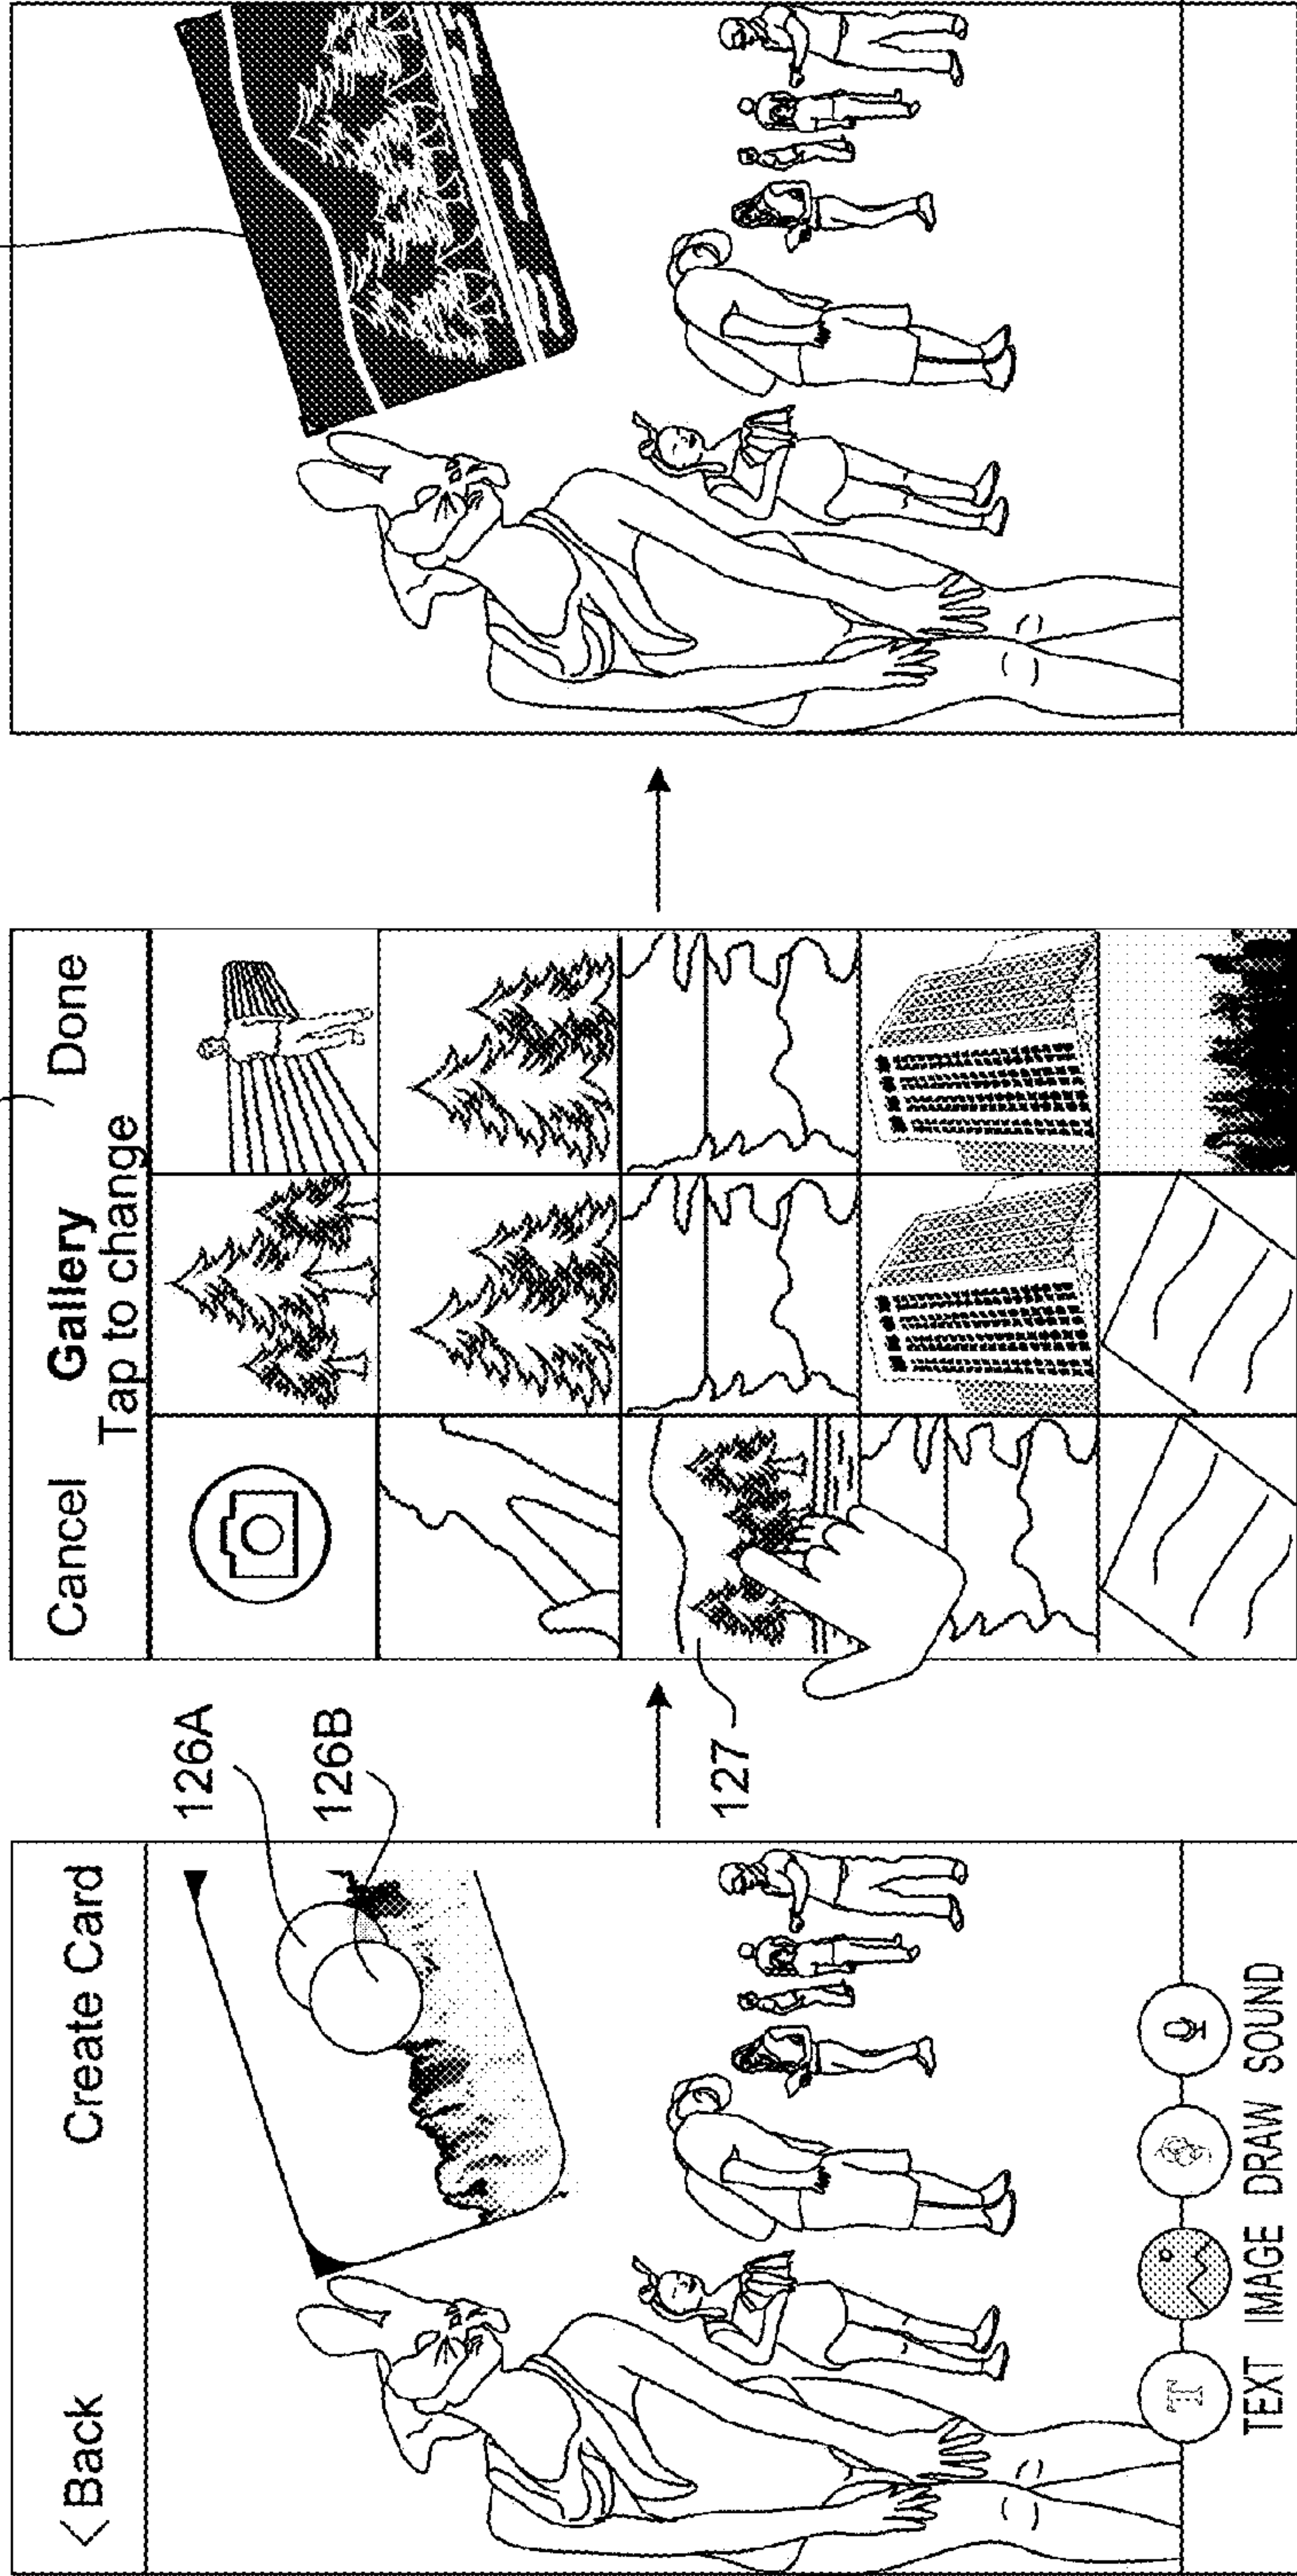 < Back Create Card
126A
126B
TEXT IMAGE DRAW SOUND
Cancel Gallery Done
Tap to change
127